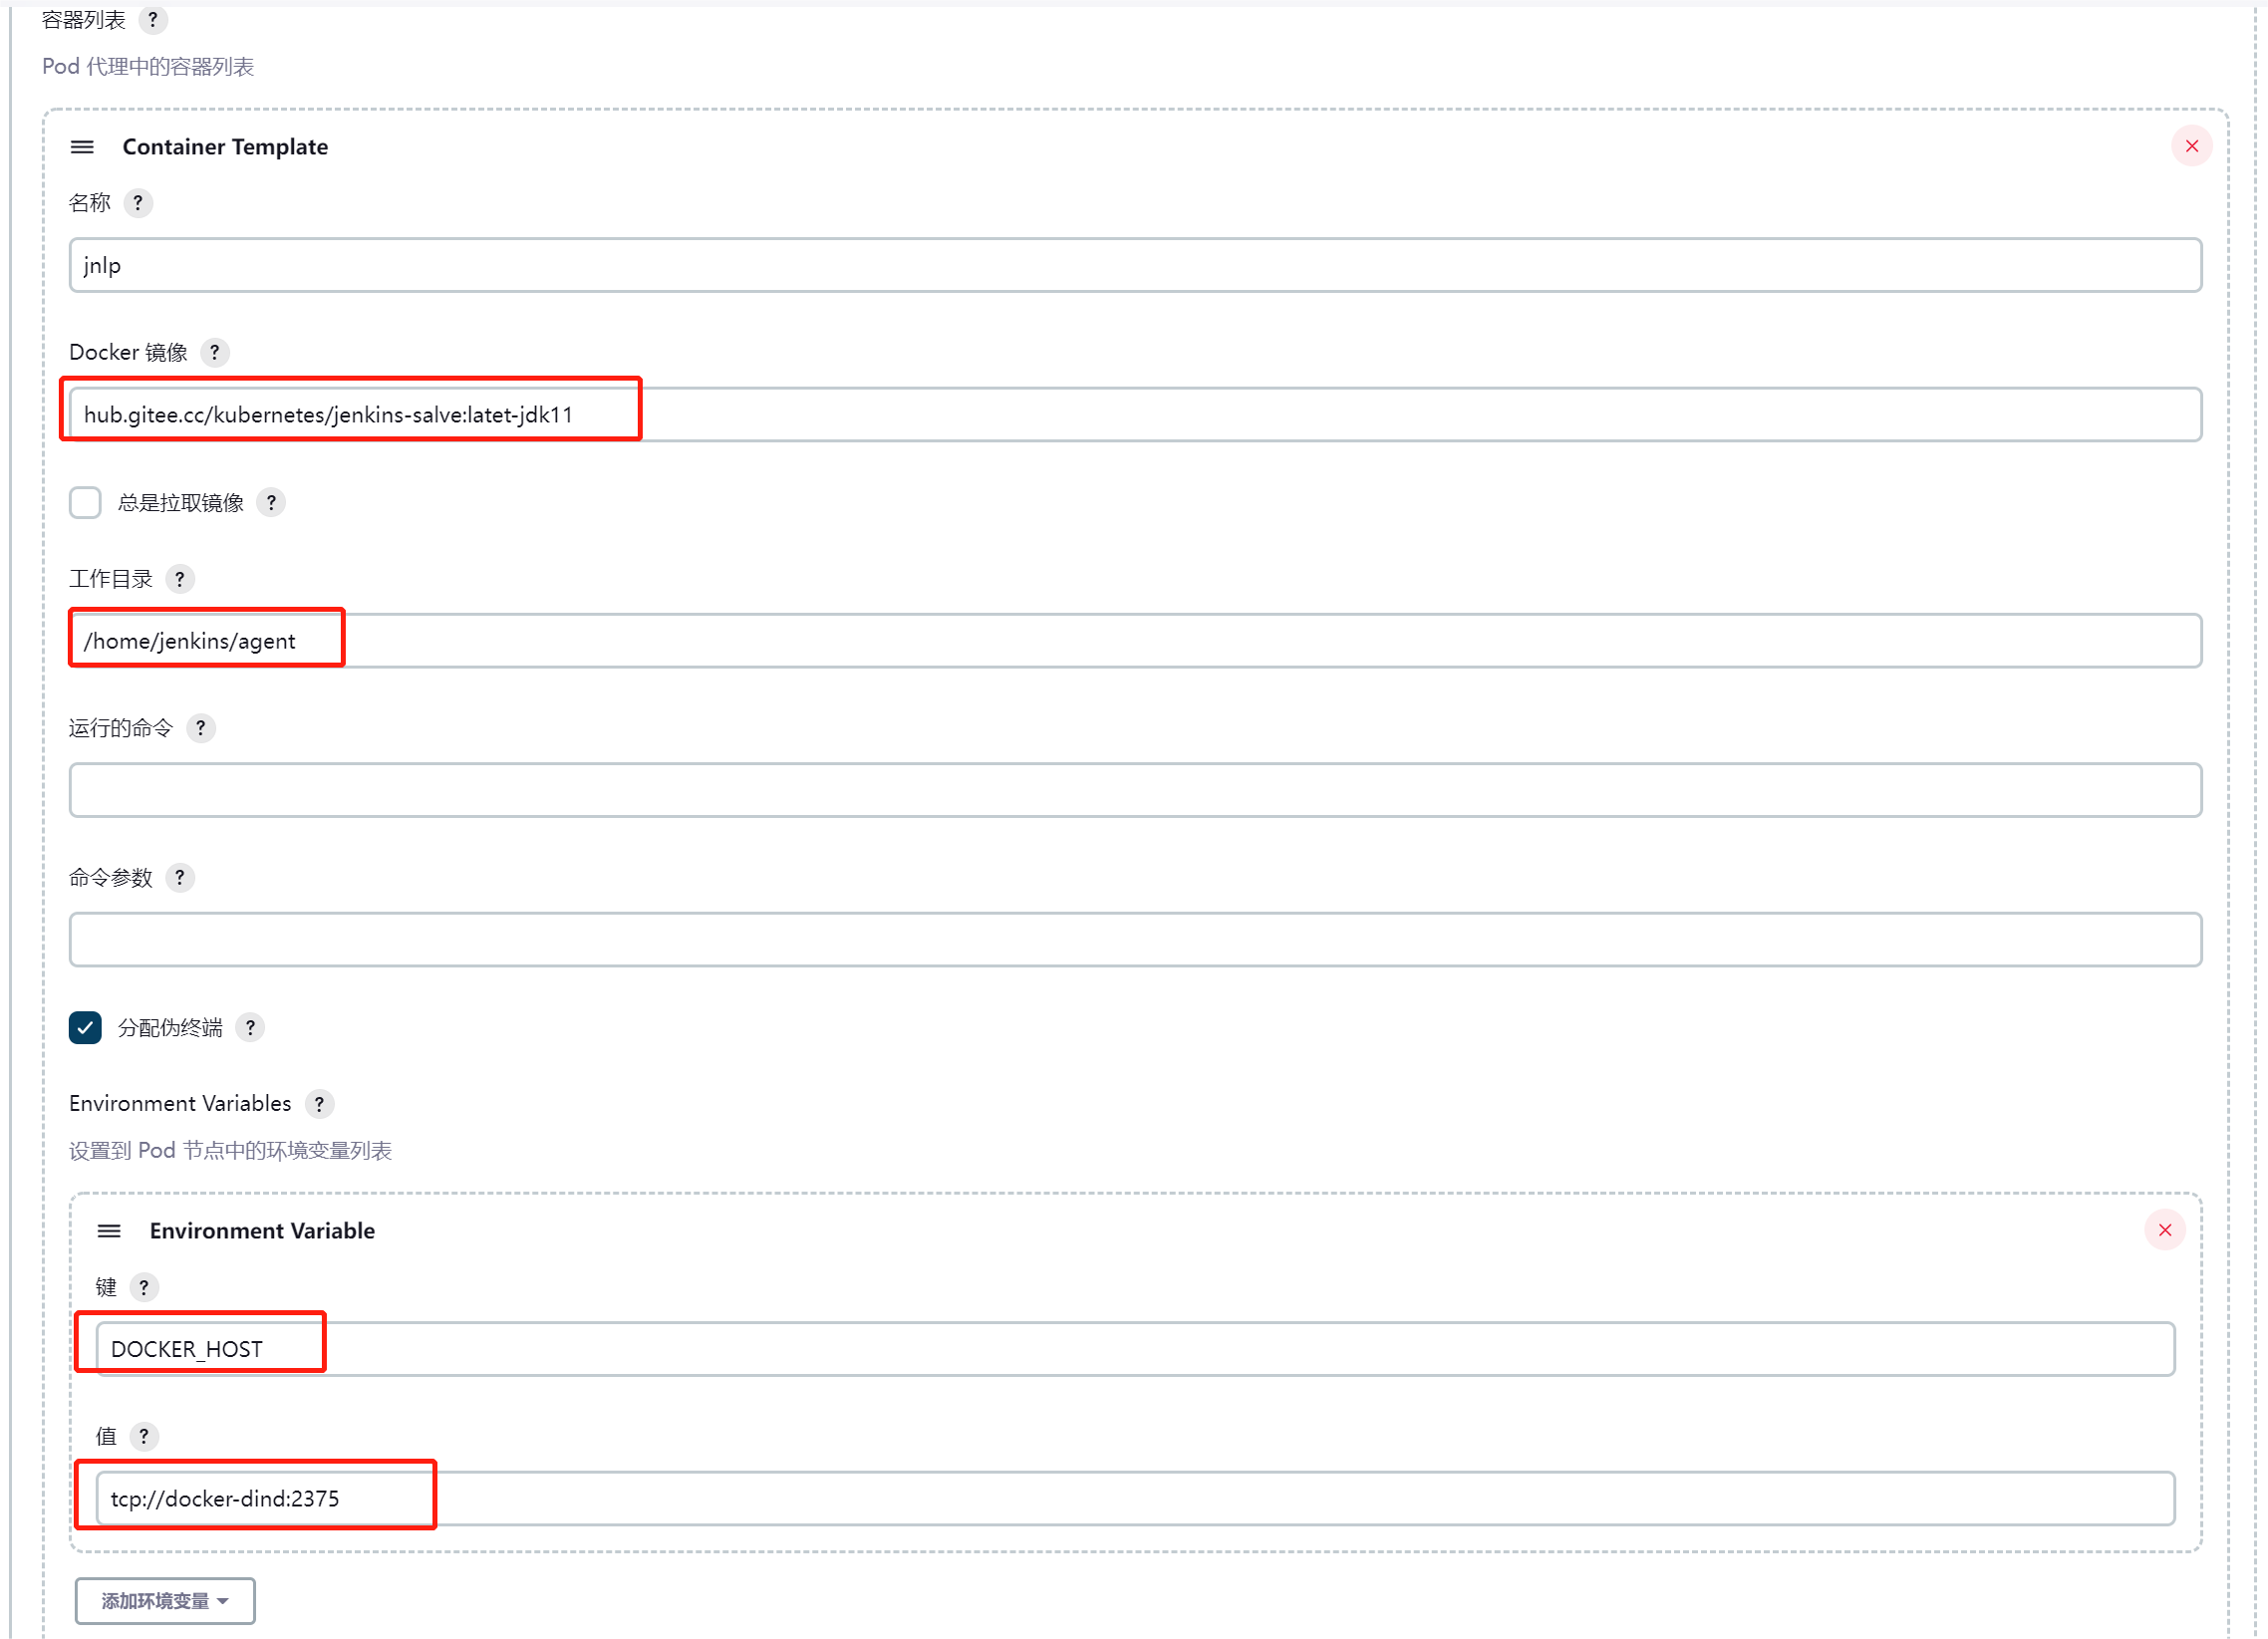 容器列表 ?
Pod 代理中的容器列表
Container Template
名称 ?
jnlp
Docker 镜像 ?
hub.gitee.cc/kubernetes/jenkins-salve:latet-jdk11
总是拉取镜像 ?
工作目录 ?
/home/jenkins/agent
运行的命令 ?
命令参数 ?
分配伪终端 ?
Environment Variables ?
设置到 Pod 节点中的环境变量列表
Environment Variable
键 ?
DOCKER_HOST
值 ?
tcp://docker-dind:2375
添加环境变量